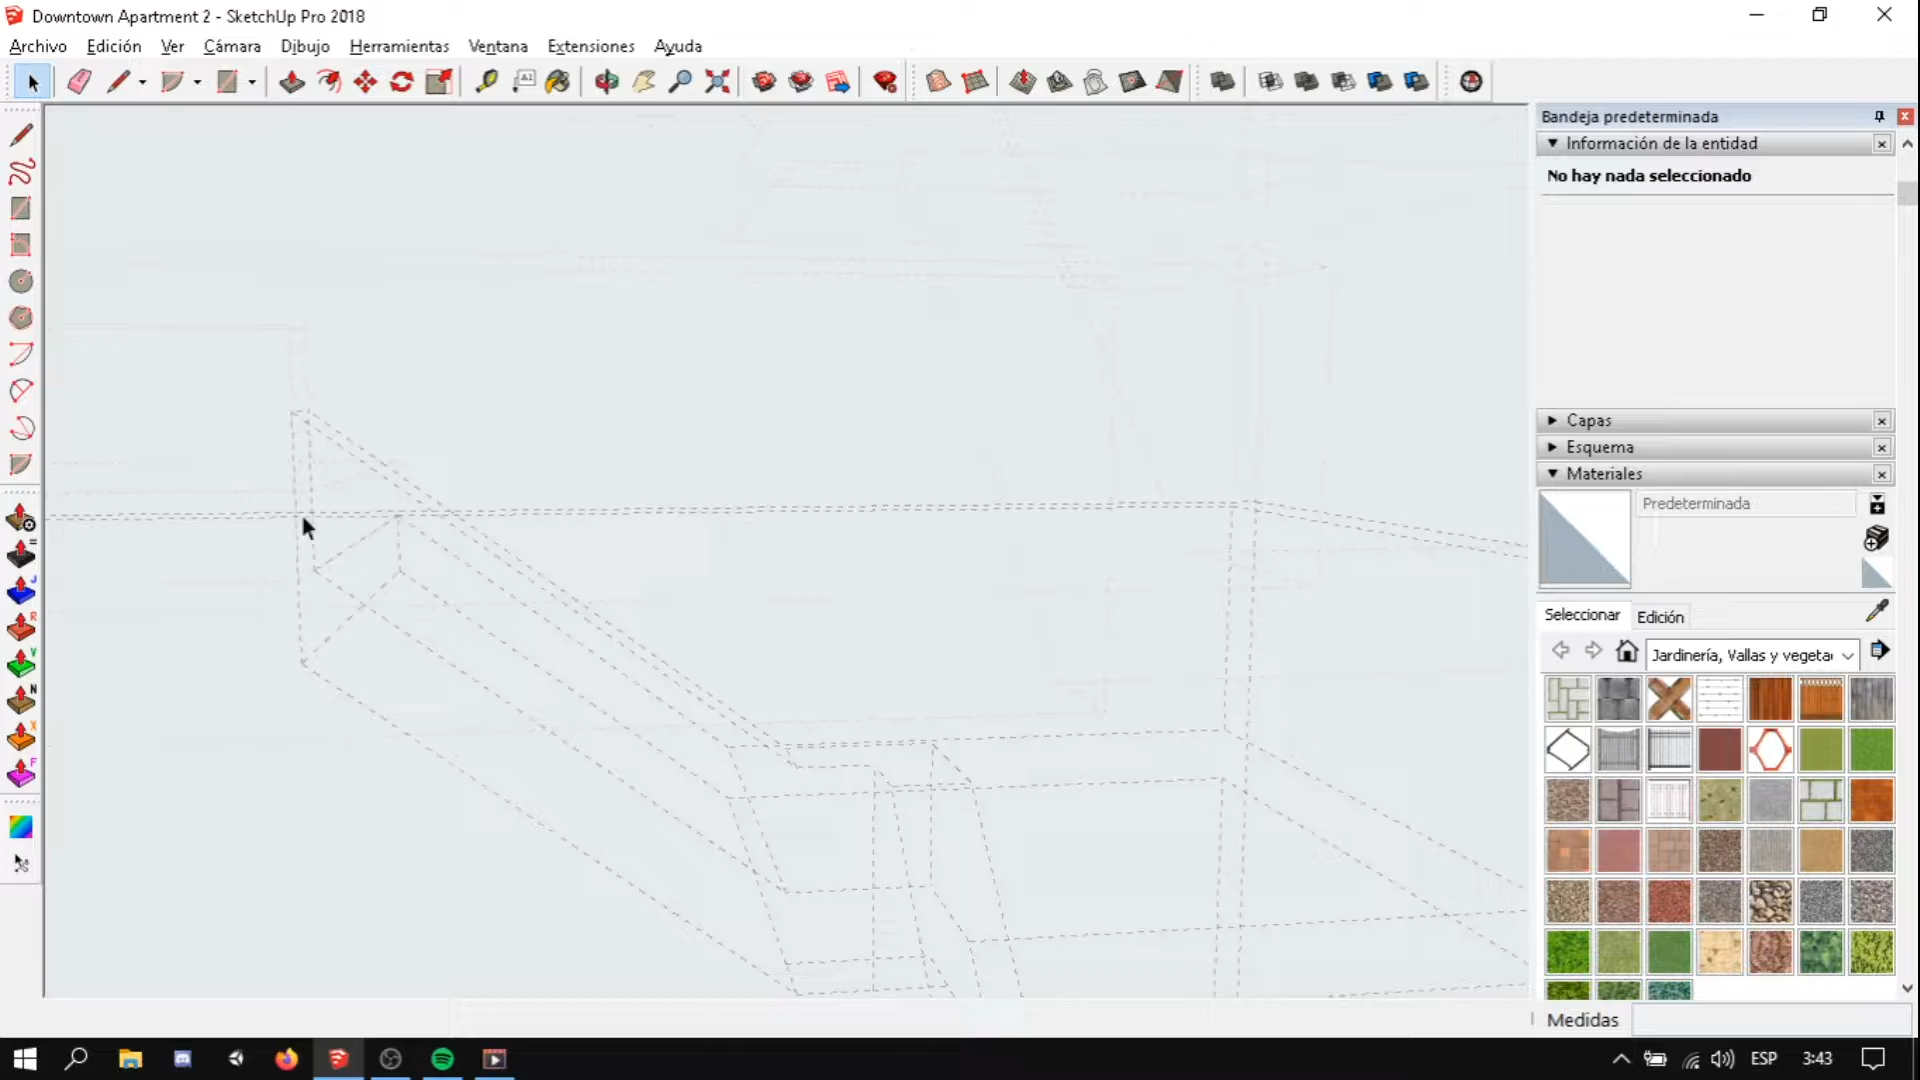 Downtown Apartment 2 - SketchUp Pro 2018
Archivo Edición Ver Cámara Dibujo Herramientas Ventana Extensiones Ayuda
Bandeja predeterminada
Información de la entidad
No hay nada seleccionado
Capas
Esquema
Materiales
Predeterminada
Seleccionar Edición
Jardinería, Vallas y vegeta
Medidas
ESP 3:43